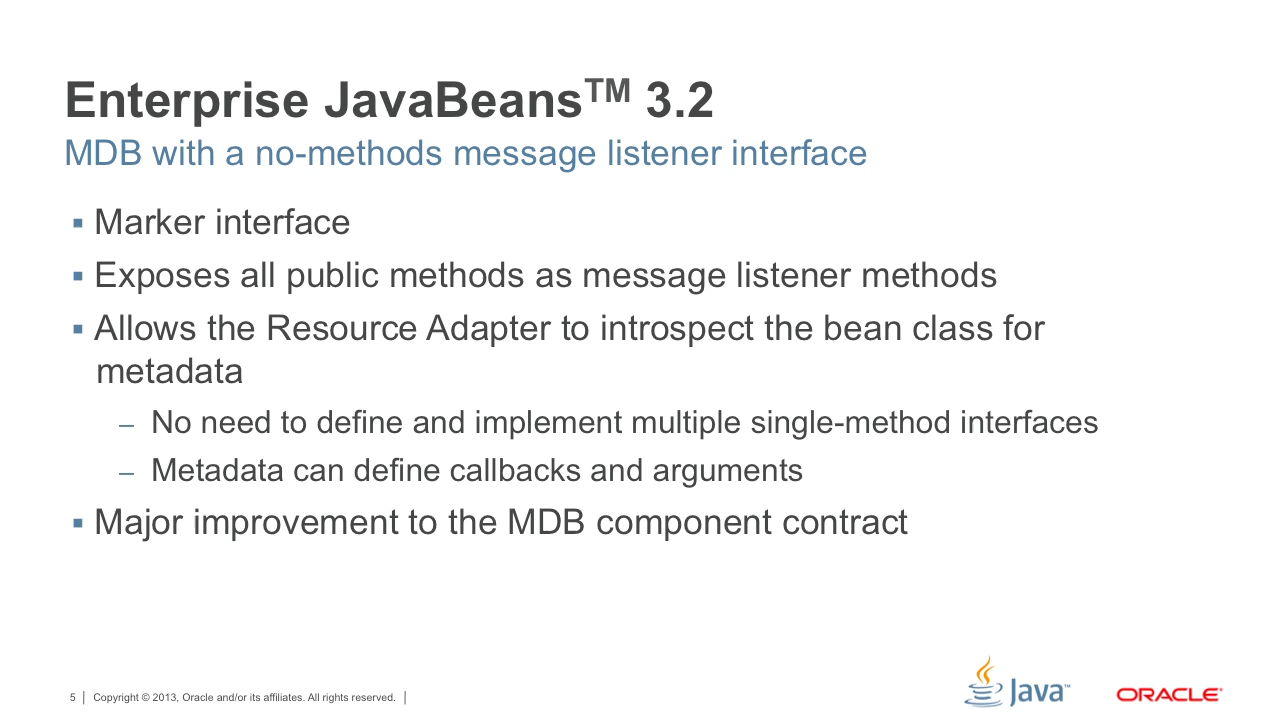 Enterprise JavaBeansTM 3.2
MDB with a no-methods message listener interface
▪ Marker interface
▪ Exposes all public methods as message listener methods
▪ Allows the Resource Adapter to introspect the bean class for
metadata
– No need to define and implement multiple single-method interfaces
– Metadata can define callbacks and arguments
▪ Major improvement to the MDB component contract
5 | Copyright © 2013, Oracle and/or its affiliates. All rights reserved. |
Java™
ORACLE®